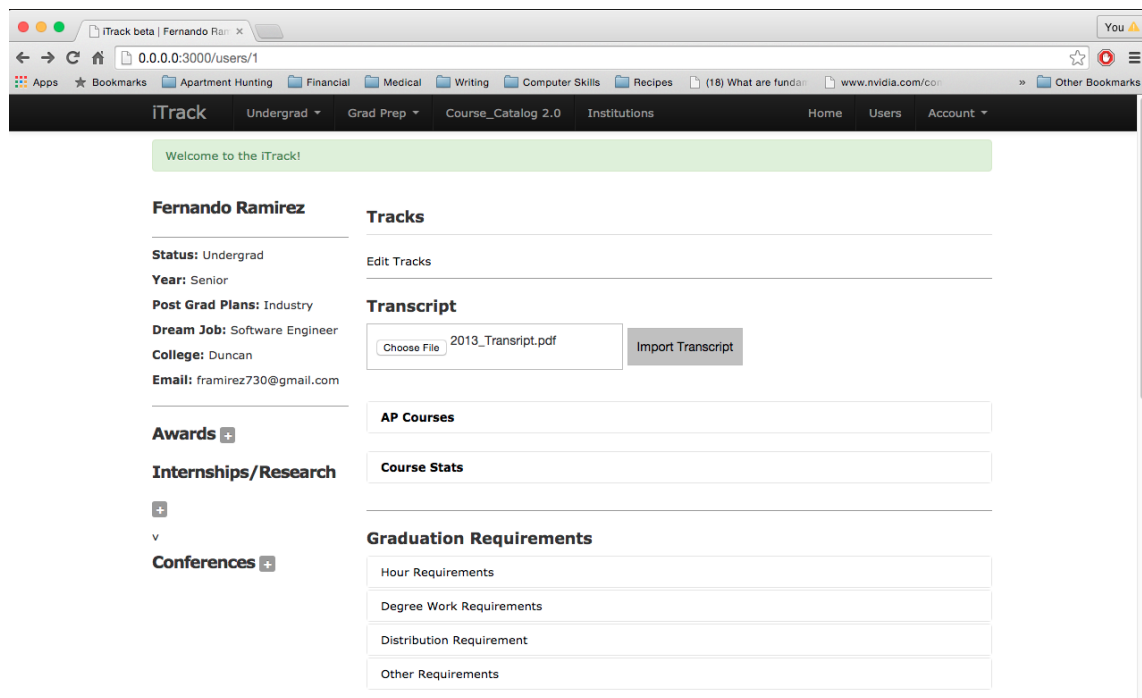 iTrack beta | Fernando Ram
You
0.0.0.0:3000/users/1
Apps Bookmarks Apartment Hunting Financial Medical Writing Computer Skills Recipes (18) What are fundam www.nvidia.com/con » Other Bookmarks
iTrack Undergrad Grad Prep Course_Catalog 2.0 Institutions Home Users Account
Welcome to the iTrack!
Fernando Ramirez
Status: Undergrad
Year: Senior
Post Grad Plans: Industry
Dream Job: Software Engineer
College: Duncan
Email: framirez730@gmail.com
Awards +
Internships/Research
+
v
Conferences +
Tracks
Edit Tracks
Transcript
Choose File 2013_Transript.pdf Import Transcript
AP Courses
Course Stats
Graduation Requirements
Hour Requirements
Degree Work Requirements
Distribution Requirement
Other Requirements